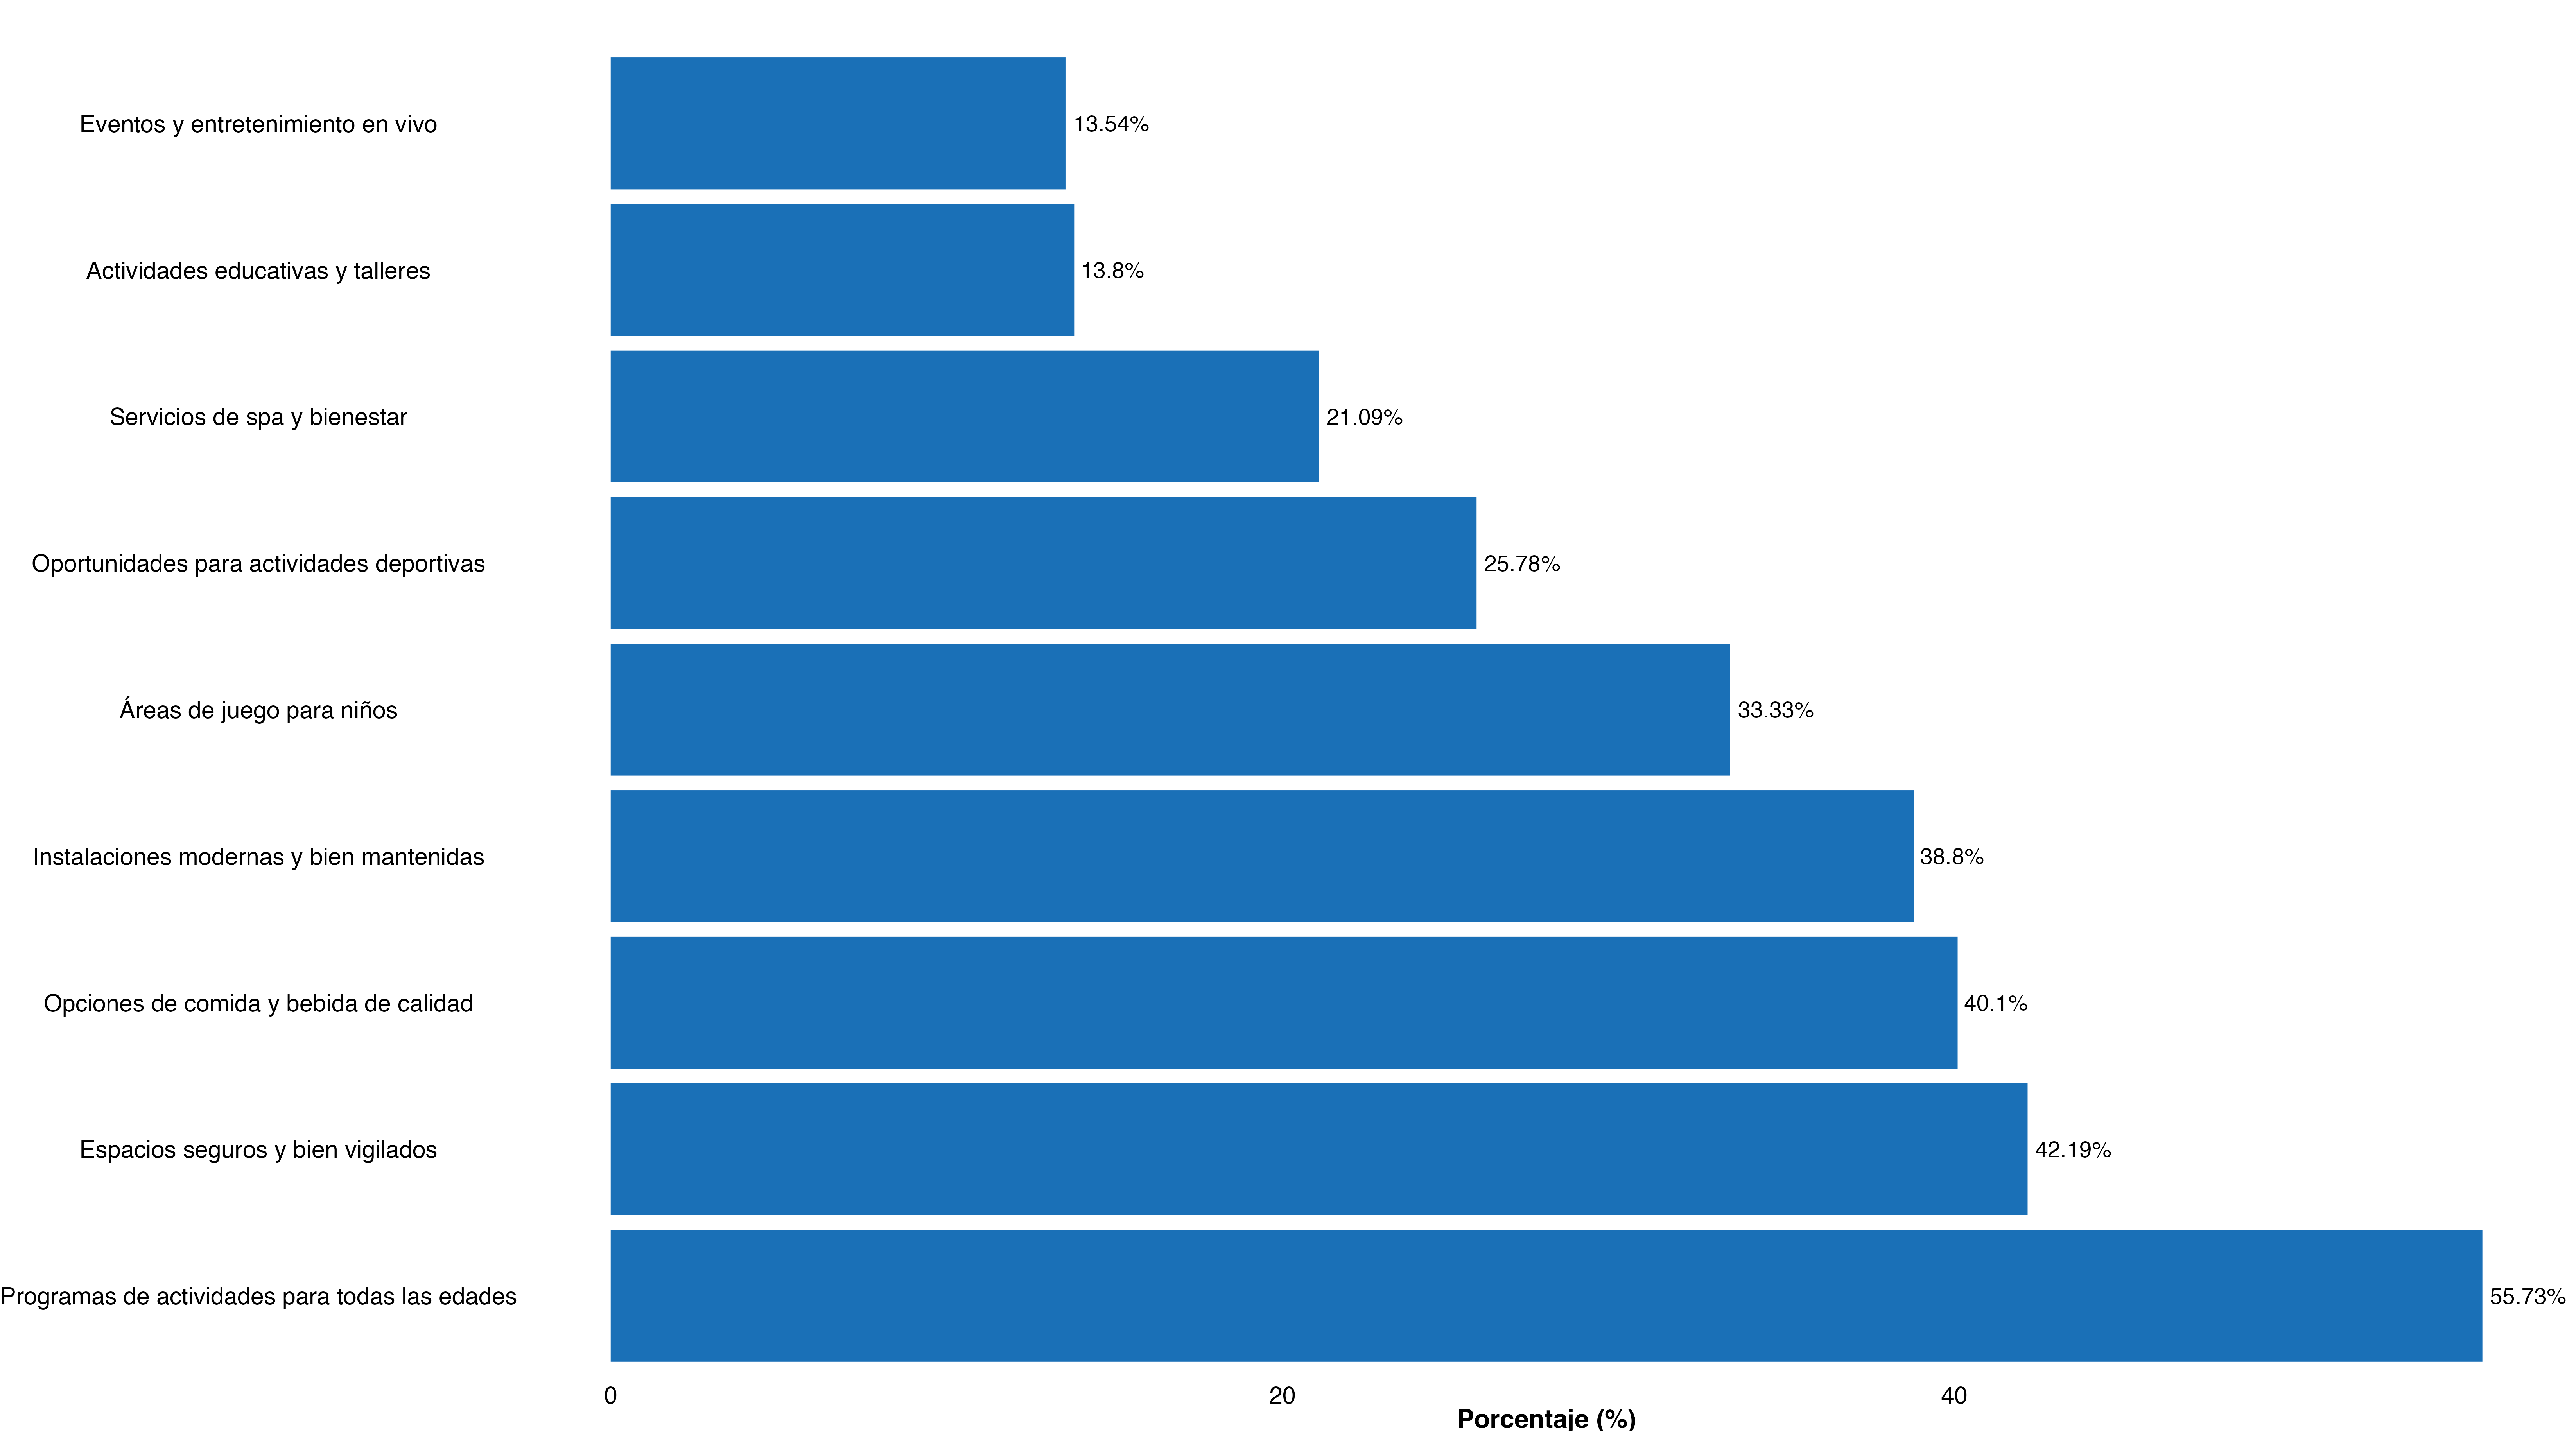 Eventos y entretenimiento en vivo
13.54%
Actividades educativas y talleres
13.8%
Servicios de spa y bienestar
21.09%
Oportunidades para actividades deportivas
25.78%
Áreas de juego para niños
33.33%
Instalaciones modernas y bien mantenidas
38.8%
Opciones de comida y bebida de calidad
40.1%
Espacios seguros y bien vigilados
42.19%
Programas de actividades para todas las edades
55.73%
0
20
40
Porcentaje (%)